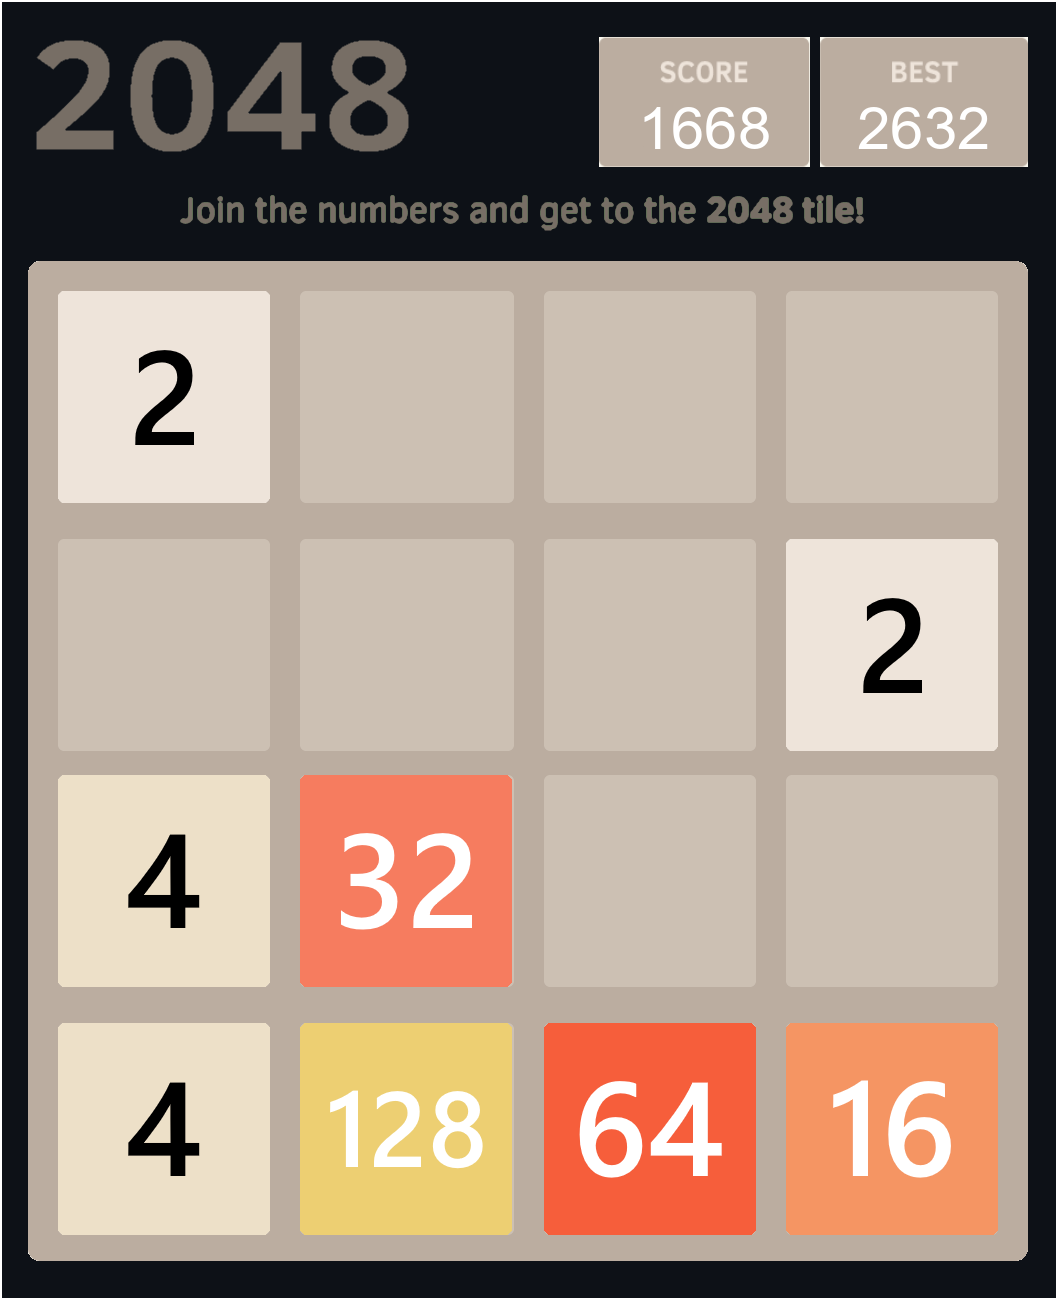 2048
SCORE BEST
1668 2632
Join the numbers and get to the 2048 tile!
2
2
4 32
4 128 64 16